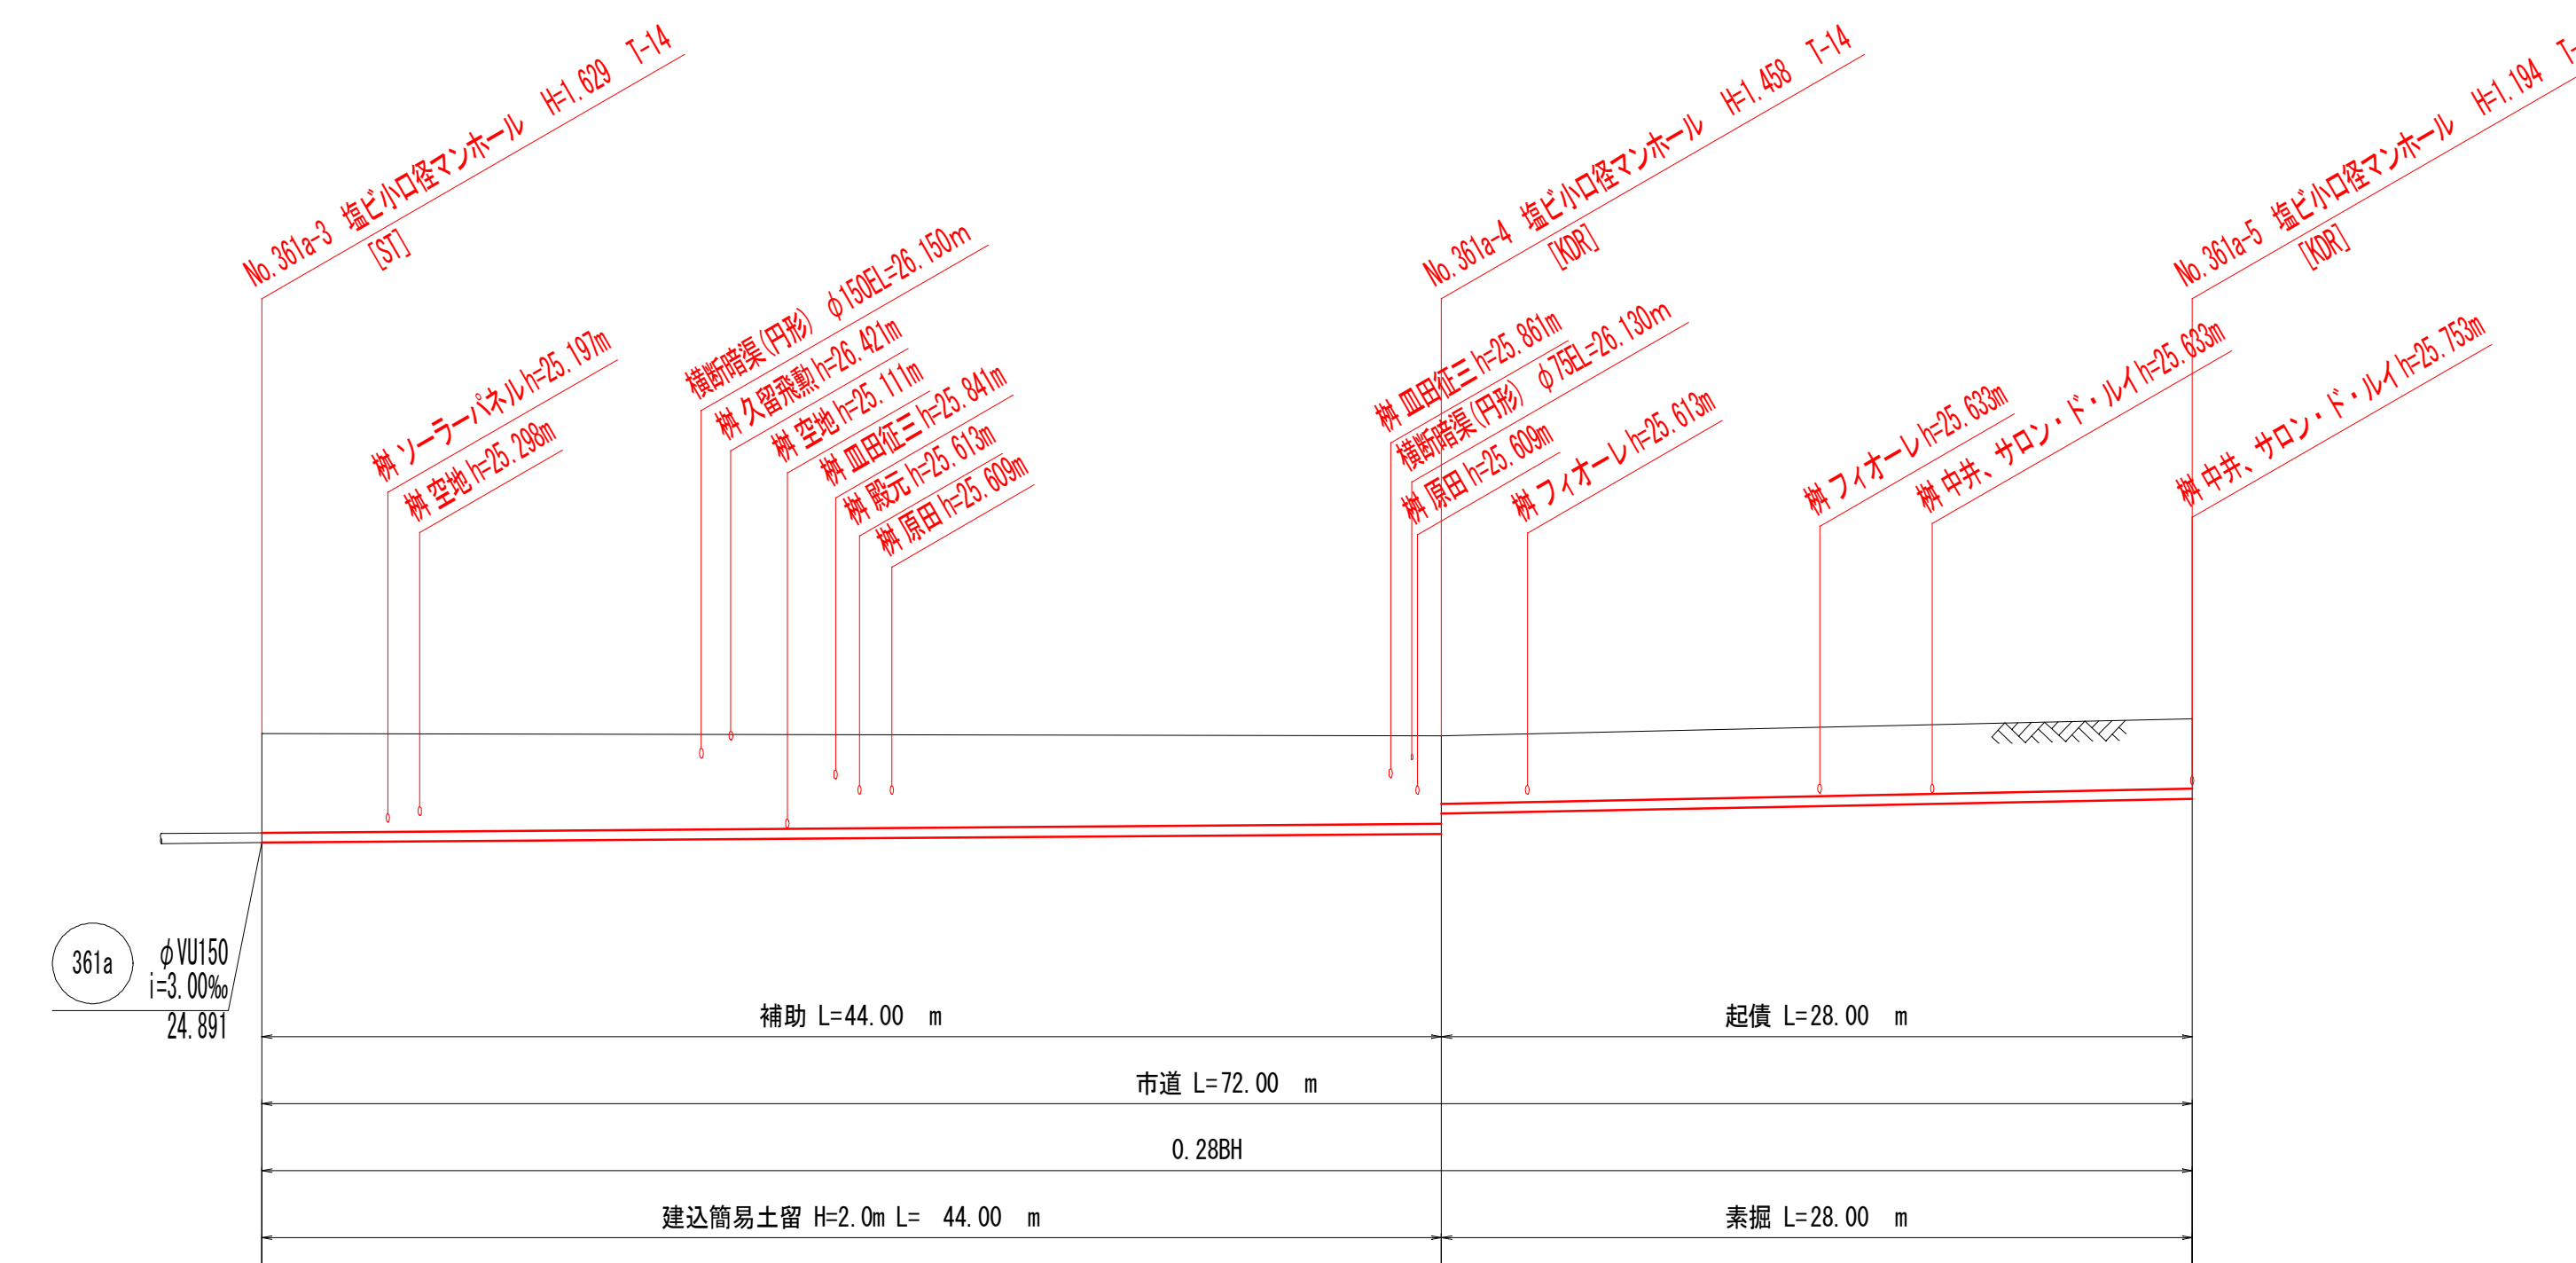 No.361a-3　塩ビ小口径マンホール　H=1.629　T-14
[ST]
桝 ソーラーパネル h=25.197m
桝 空地 h=25.298m
横断暗渠(円形)　φ150EL=26.150m
桝 久留飛勲 h=26.421m
桝 空地 h=25.111m
桝 皿田征三 h=25.841m
桝 殿元 h=25.613m
桝 原田 h=25.609m
No.361a-4　塩ビ小口径マンホール　H=1.458　T-14
[KDR]
桝 皿田征三 h=25.861m
横断暗渠(円形)　φ75EL=26.130m
桝 原田 h=25.609m
桝 フィオーレ h=25.613m
No.361a-5　塩ビ小口径マンホール　H=1.194　T-
[KDR]
桝 フィオーレ h=25.633m
桝 中井、サロン・ド・ルイ h=25.633m
桝 中井、サロン・ド・ルイ h=25.753m
361a
φVU150
i=3.00‰
24.891
補助 L=44.00　m
起債 L=28.00　m
市道 L=72.00　m
0.28BH
建込簡易土留 H=2.0m L=　44.00　m
素掘 L=28.00　m